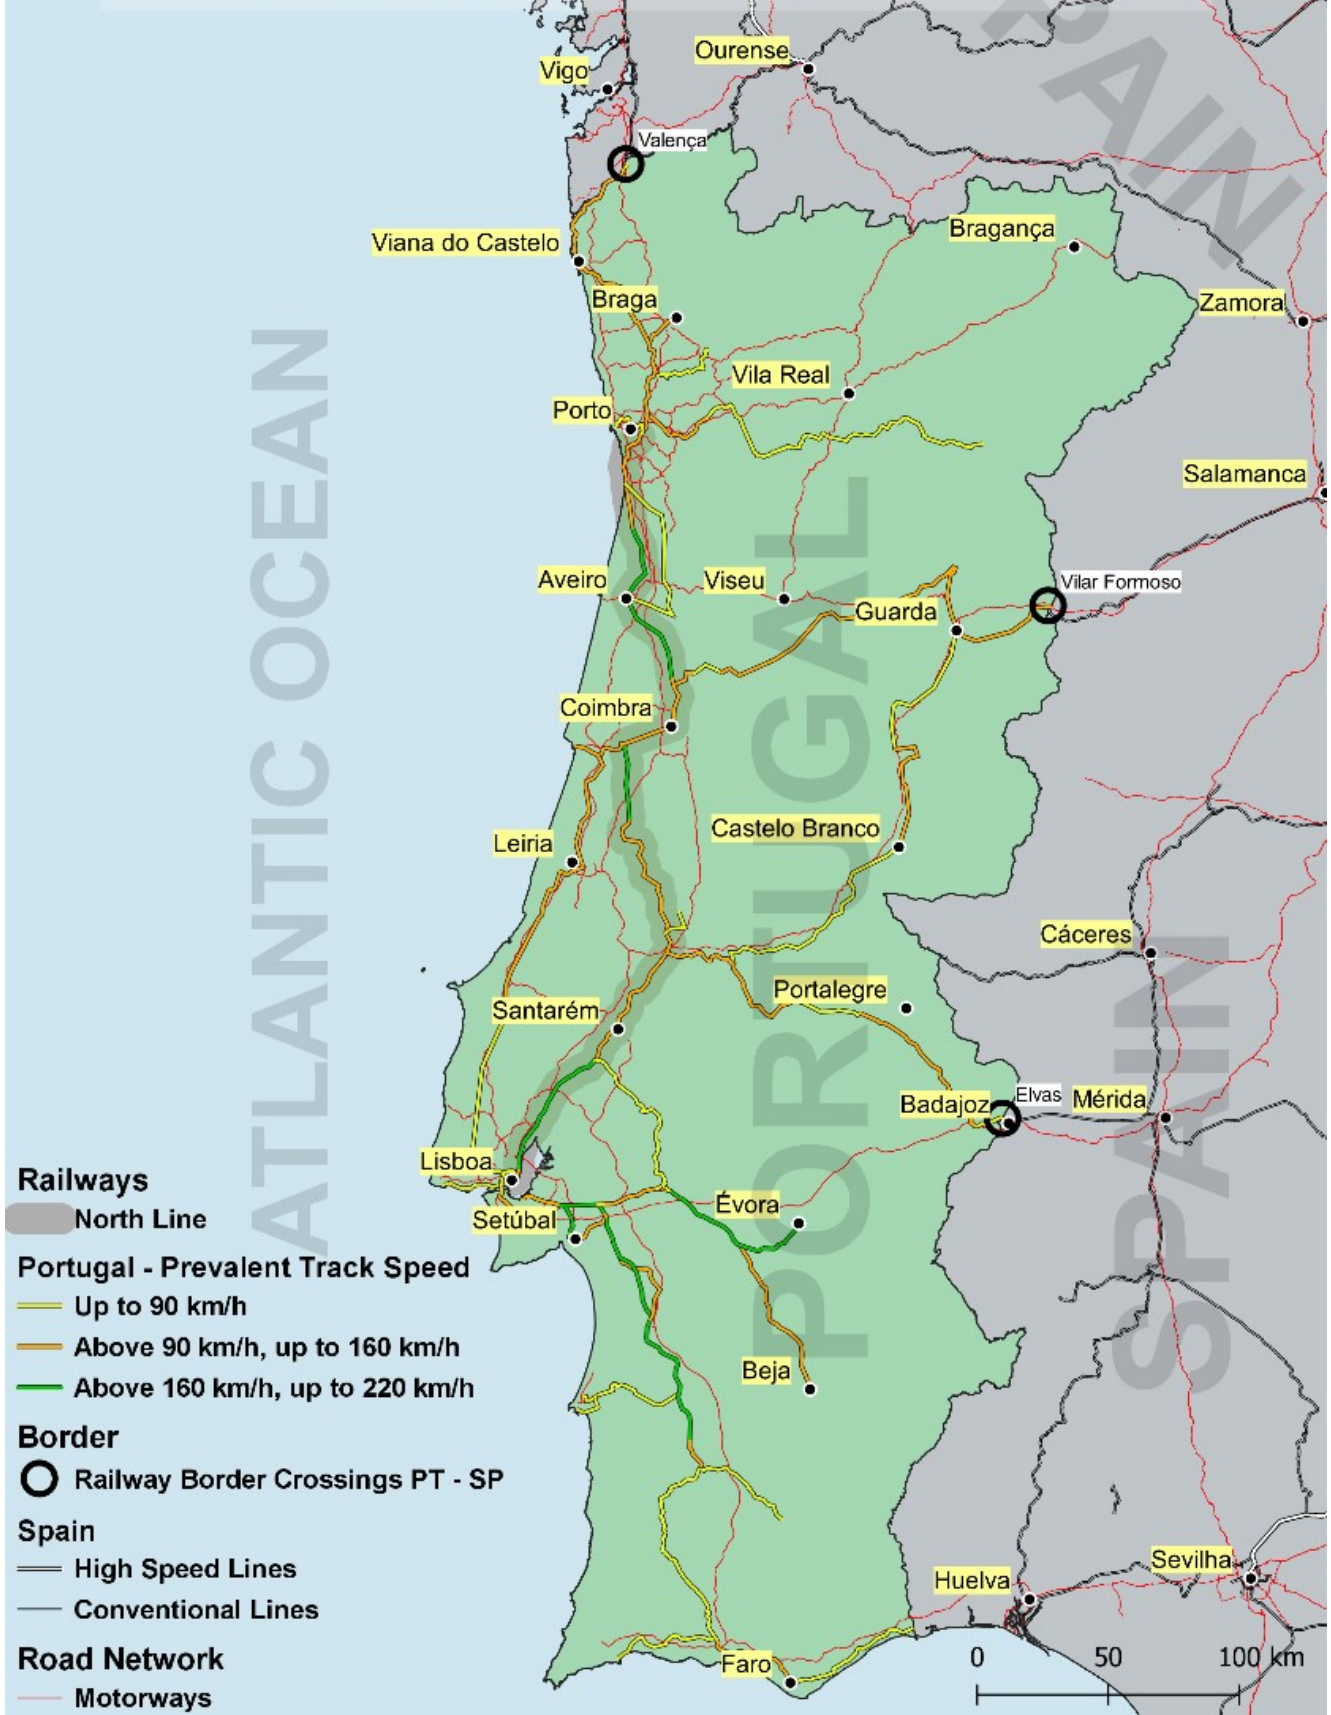 PAIN
Ourense
Vigo
Valença
Bragança
Viana do Castelo
Braga
Zamora
Vila Real
Porto
Salamanca
ATLANTIC OCEAN
PORTUGAL
Aveiro
Viseu
Vilar Formoso
Guarda
Coimbra
Castelo Branco
Leiria
Cáceres
SPAIN
Portalegre
Santarém
Badajoz
Elvas
Mérida
Lisboa
Setúbal
Évora
Beja
Sevilha
Huelva
Faro
0 50 100 km
Railways
North Line
Portugal - Prevalent Track Speed
Up to 90 km/h
Above 90 km/h, up to 160 km/h
Above 160 km/h, up to 220 km/h
Border
Railway Border Crossings PT - SP
Spain
High Speed Lines
Conventional Lines
Road Network
Motorways